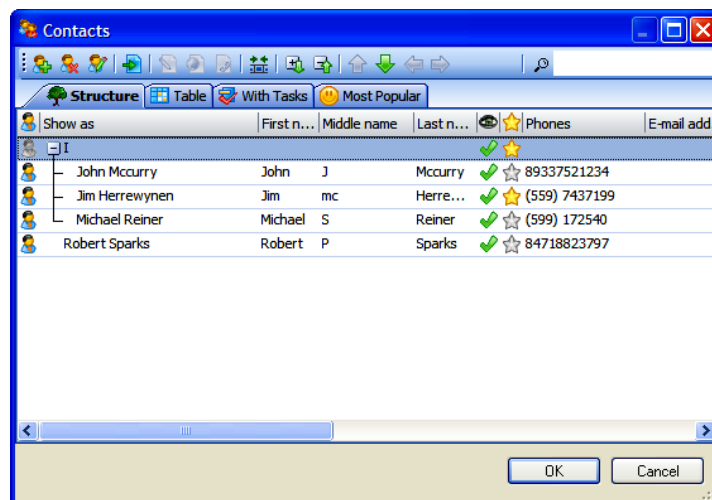 Contacts
Structure Table With Tasks Most Popular
Show as First n... Middle name Last n... Phones E-mail add
I
John Mccurry John J Mccurry 89337521234
Jim Herrewynen Jim mc Herre... (559) 7437199
Michael Reiner Michael S Reiner (599) 172540
Robert Sparks Robert P Sparks 84718823797
OK Cancel